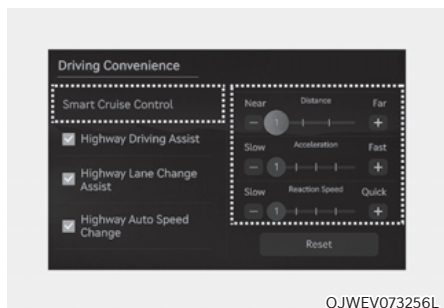 Driving Convenience
Smart Cruise Control
Highway Driving Assist
Highway Lane Change
Assist
Highway Auto Speed
Change
Near Distance Far
− 1 +
Slow Acceleration Fast
− 1 +
Slow Reaction Speed Quick
− 1 +
Reset
OJWEV073256L